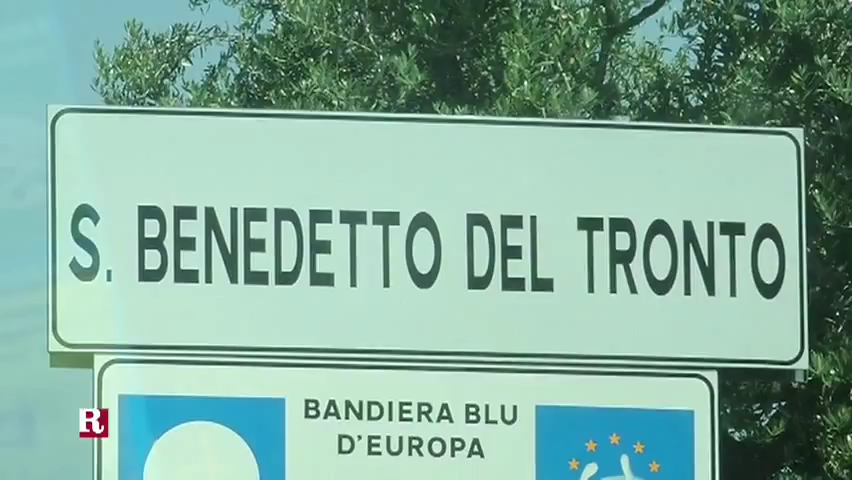 S. BENEDETTO DEL TRONTO
BANDIERA BLU
D'EUROPA
R